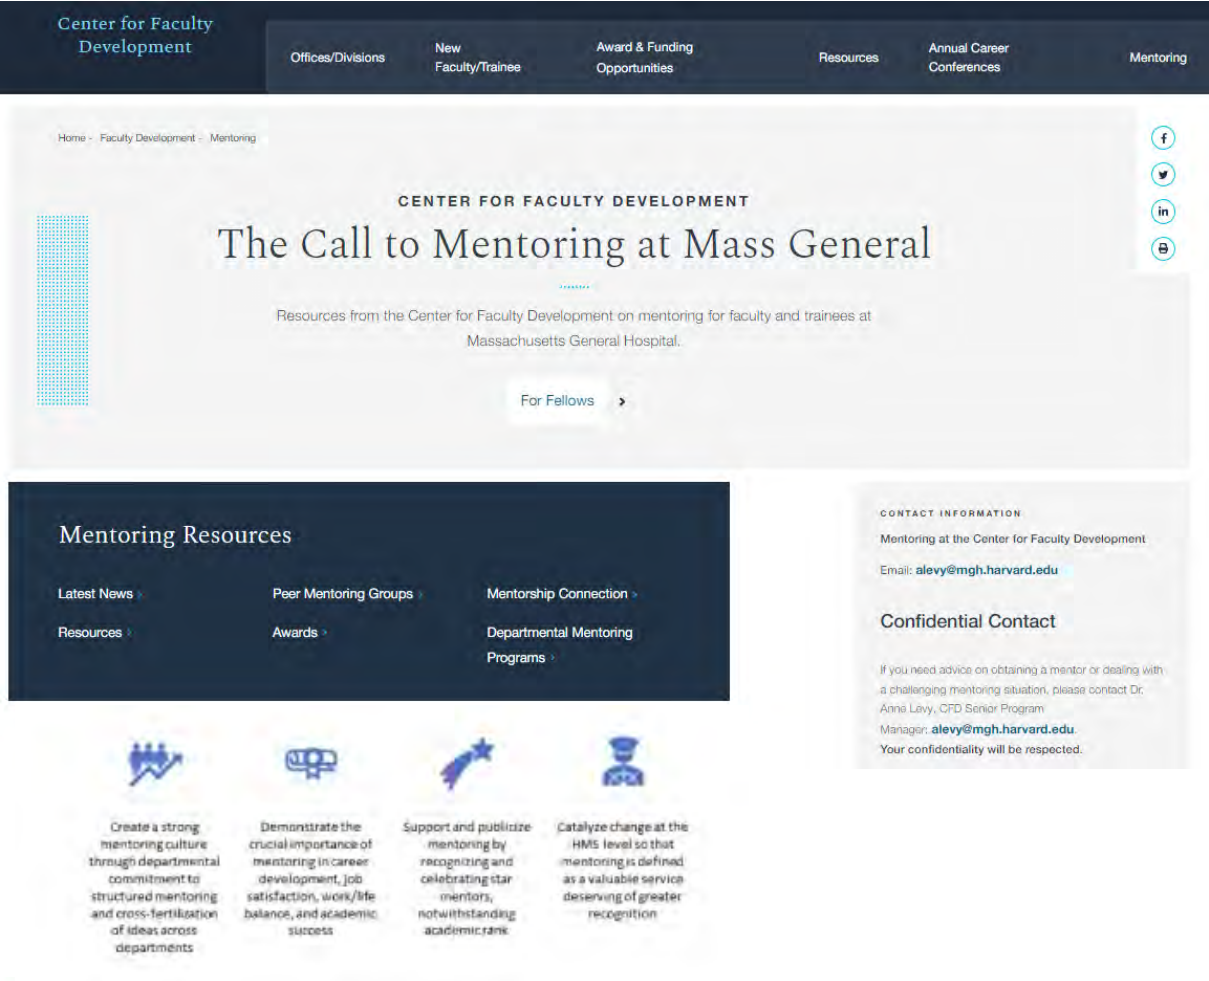 Center for Faculty
Development
Offices/Divisions
New
Faculty/Trainee
Award & Funding
Opportunities
Resources
Annual Career
Conferences
Mentoring
Home - Faculty Development - Mentoring
CENTER FOR FACULTY DEVELOPMENT
The Call to Mentoring at Mass General
Resources from the Center for Faculty Development on mentoring for faculty and trainees at
Massachusetts General Hospital.
For Fellows >
Mentoring Resources
Latest News >
Peer Mentoring Groups >
Mentorship Connection >
Resources >
Awards >
Departmental Mentoring
Programs >
CONTACT INFORMATION
Mentoring at the Center for Faculty Development
Email: alevy@mgh.harvard.edu
Confidential Contact
If you need advice on obtaining a mentor or dealing with
a challenging mentoring situation, please contact Dr.
Anne Levy, CFD Senior Program
Manager: alevy@mgh.harvard.edu.
Your confidentiality will be respected.
Create a strong
mentoring culture
through departmental
commitment to
structured mentoring
and cross-fertilization
of ideas across
departments
Demonstrate the
crucial importance of
mentoring in career
development, job
satisfaction, work/life
balance, and academic
success
Support and publicize
mentoring by
recognizing and
celebrating star
mentors,
notwithstanding
academic rank
Catalyze change at the
HMS level so that
mentoring is defined
as a valuable service
deserving of greater
recognition